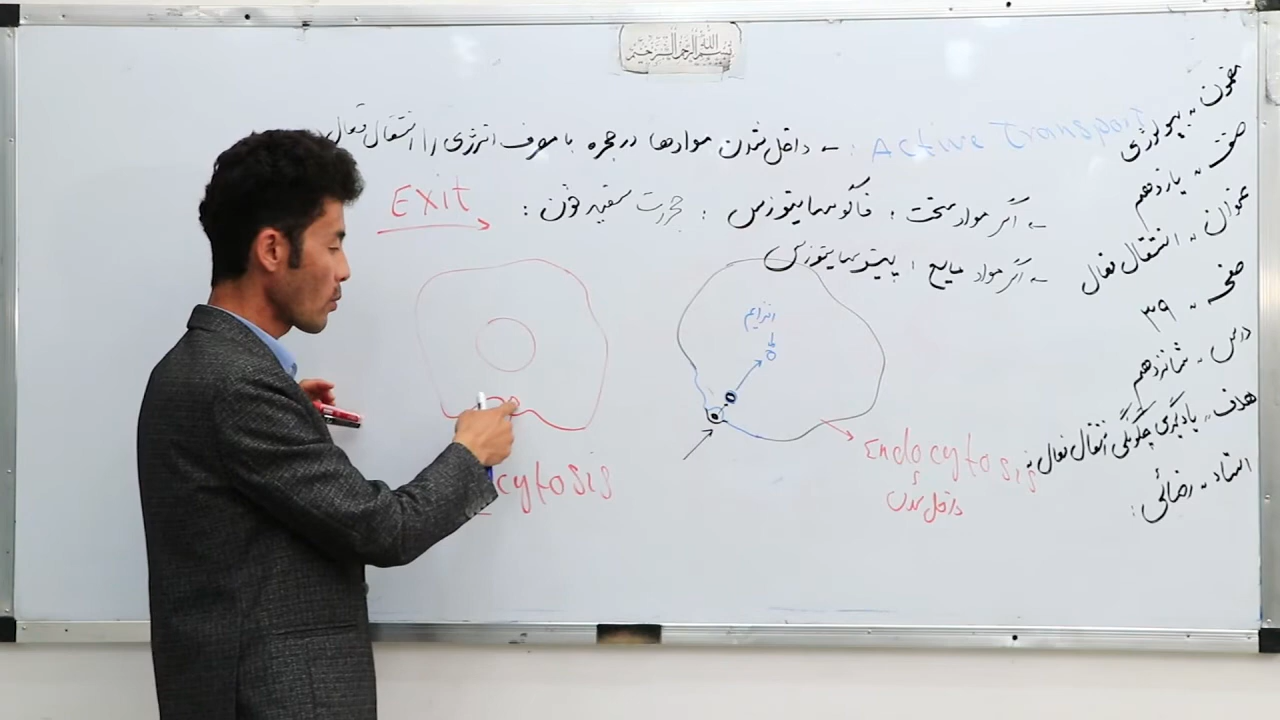 بسم الله الرحمن الرحیم
مضمون :- بیولوژی
صنف :- یازدهم
عنوان :- انتقال فعال
صفحه :- ۳۹
درس :- شانزدهم
هدف :- یادگیری چگونگی انتقال فعال :
استاد :- رضائی :
Active Transport : - داخل شدن موادها در حجره با صرف انرژی را انتقال فعال
- اگر مواد سخت : فاگوسایتوزس : حجرت سفید خون :
- اگر مواد مایع : پینوسایتوزس
EXit
انزایم
Endocytosis
داخل شدن
cytosis